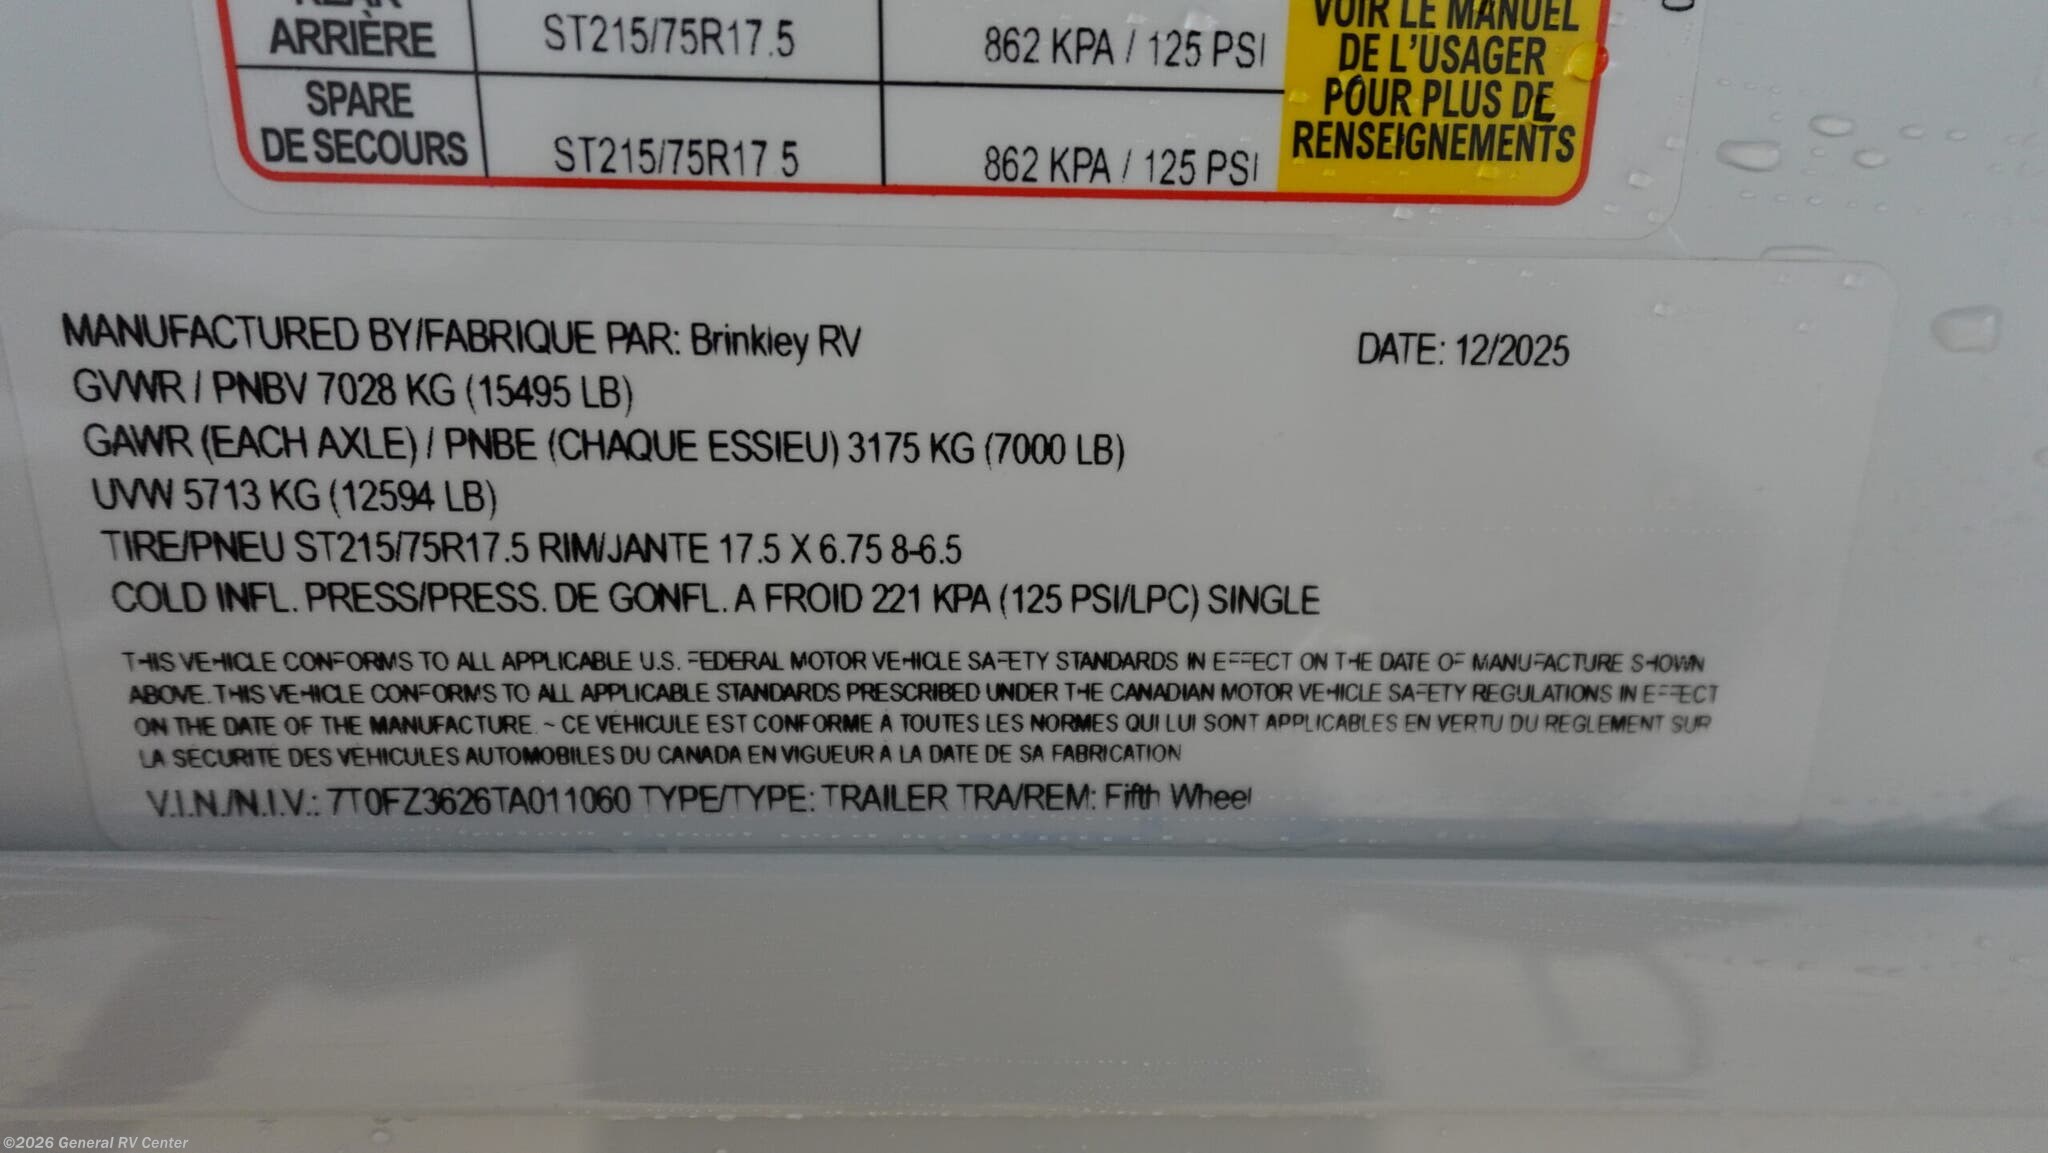 ARRIÈRE ST215/75R17.5 862 KPA / 125 PSI
SPARE
DE SECOURS ST215/75R17.5 862 KPA / 125 PSI
VOIR LE MANUEL
DE L'USAGER
POUR PLUS DE
RENSEIGNEMENTS
MANUFACTURED BY/FABRIQUE PAR: Brinkley RV DATE: 12/2025
GVWR / PNBV 7028 KG (15495 LB)
GAWR (EACH AXLE) / PNBE (CHAQUE ESSIEU) 3175 KG (7000 LB)
UVW 5713 KG (12594 LB)
TIRE/PNEU ST215/75R17.5 RIM/JANTE 17.5 X 6.75 8-6.5
COLD INFL. PRESS/PRESS. DE GONFL. A FROID 221 KPA (125 PSI/LPC) SINGLE
THIS VEHICLE CONFORMS TO ALL APPLICABLE U.S. FEDERAL MOTOR VEHICLE SAFETY STANDARDS IN EFFECT ON THE DATE OF MANUFACTURE SHOWN
ABOVE. THIS VEHICLE CONFORMS TO ALL APPLICABLE STANDARDS PRESCRIBED UNDER THE CANADIAN MOTOR VEHICLE SAFETY REGULATIONS IN EFFECT
ON THE DATE OF THE MANUFACTURE. ~ CE VÉHICULE EST CONFORME À TOUTES LES NORMES QUI LUI SONT APPLICABLES EN VERTU DU RÈGLEMENT SUR
LA SÉCURITÉ DES VÉHICULES AUTOMOBILES DU CANADA EN VIGUEUR À LA DATE DE SA FABRICATION
V.I.N./N.I.V.: 7T0FZ3626TA011060 TYPE/TYPE: TRAILER TRA/REM: Fifth Wheel
©2026 General RV Center